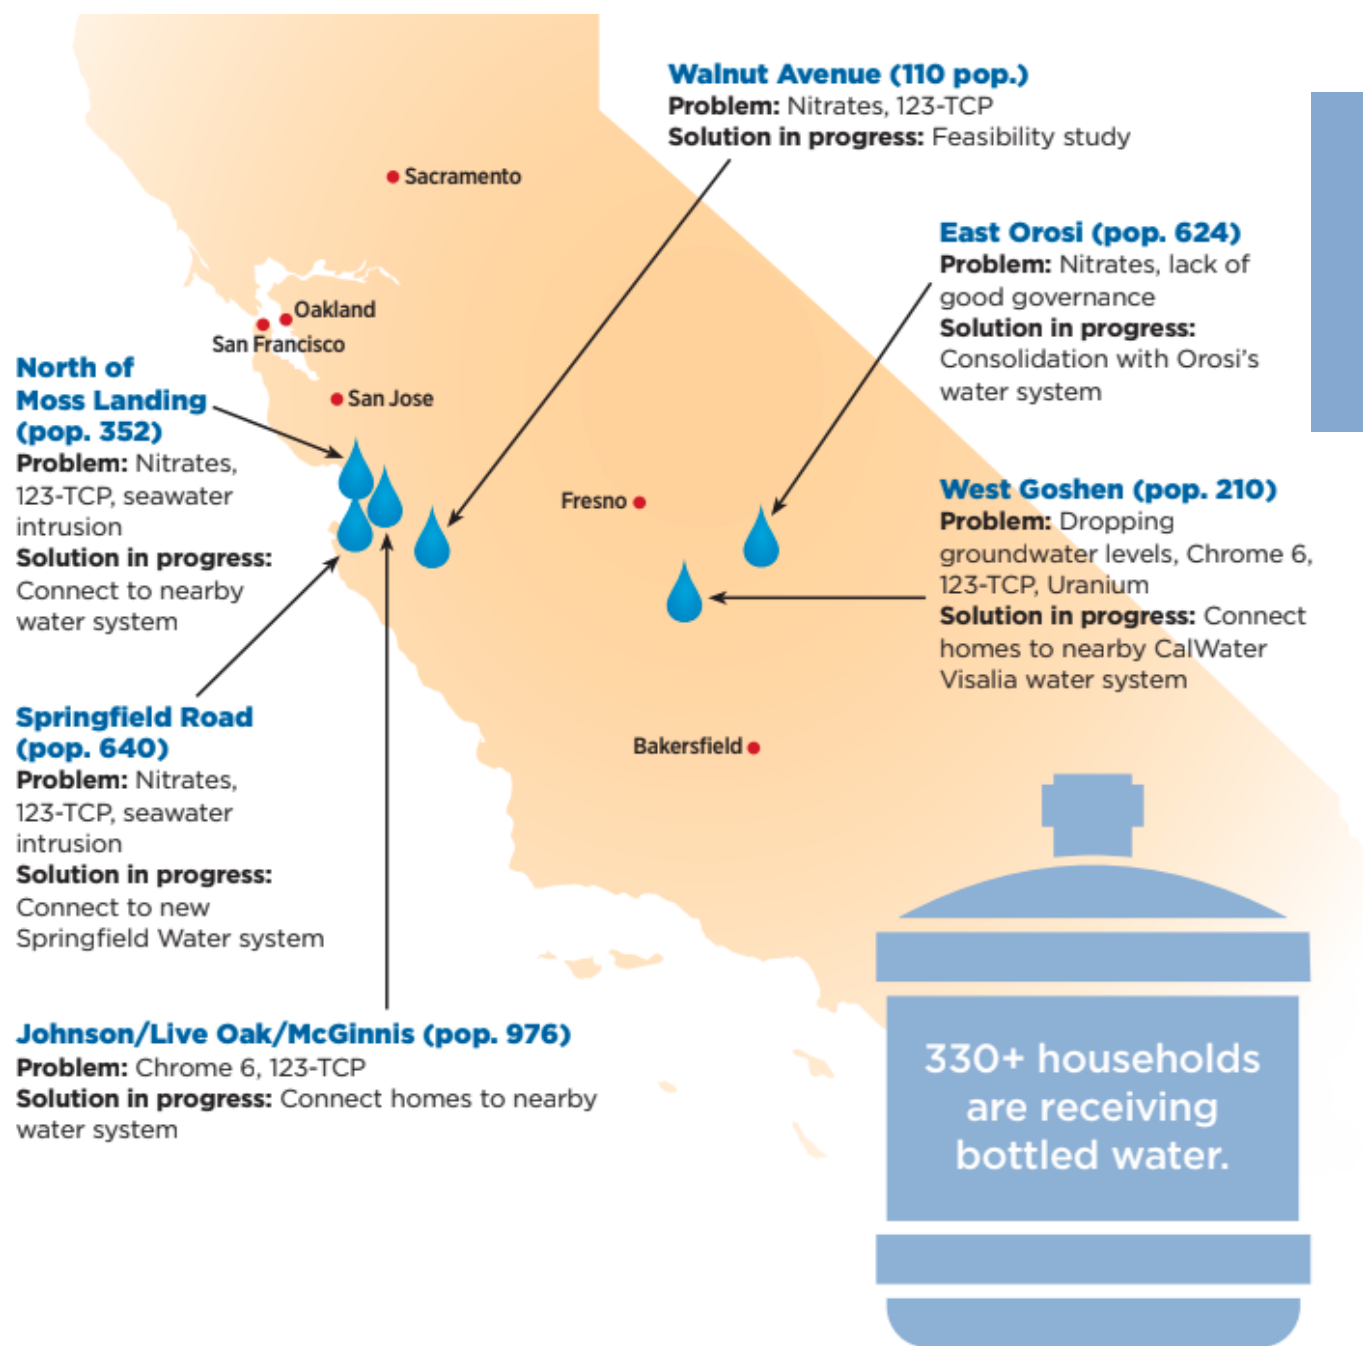 Walnut Avenue (110 pop.)
Problem: Nitrates, 123-TCP
Solution in progress: Feasibility study
Sacramento
East Orosi (pop. 624)
Problem: Nitrates, lack of
good governance
Solution in progress:
Consolidation with Orosi’s
water system
Oakland
San Francisco
San Jose
North of
Moss Landing
(pop. 352)
Problem: Nitrates,
123-TCP, seawater
intrusion
Solution in progress:
Connect to nearby
water system
Fresno
West Goshen (pop. 210)
Problem: Dropping
groundwater levels, Chrome 6,
123-TCP, Uranium
Solution in progress: Connect
homes to nearby CalWater
Visalia water system
Springfield Road
(pop. 640)
Problem: Nitrates,
123-TCP, seawater
intrusion
Solution in progress:
Connect to new
Springfield Water system
Bakersfield
Johnson/Live Oak/McGinnis (pop. 976)
Problem: Chrome 6, 123-TCP
Solution in progress: Connect homes to nearby
water system
330+ households
are receiving
bottled water.